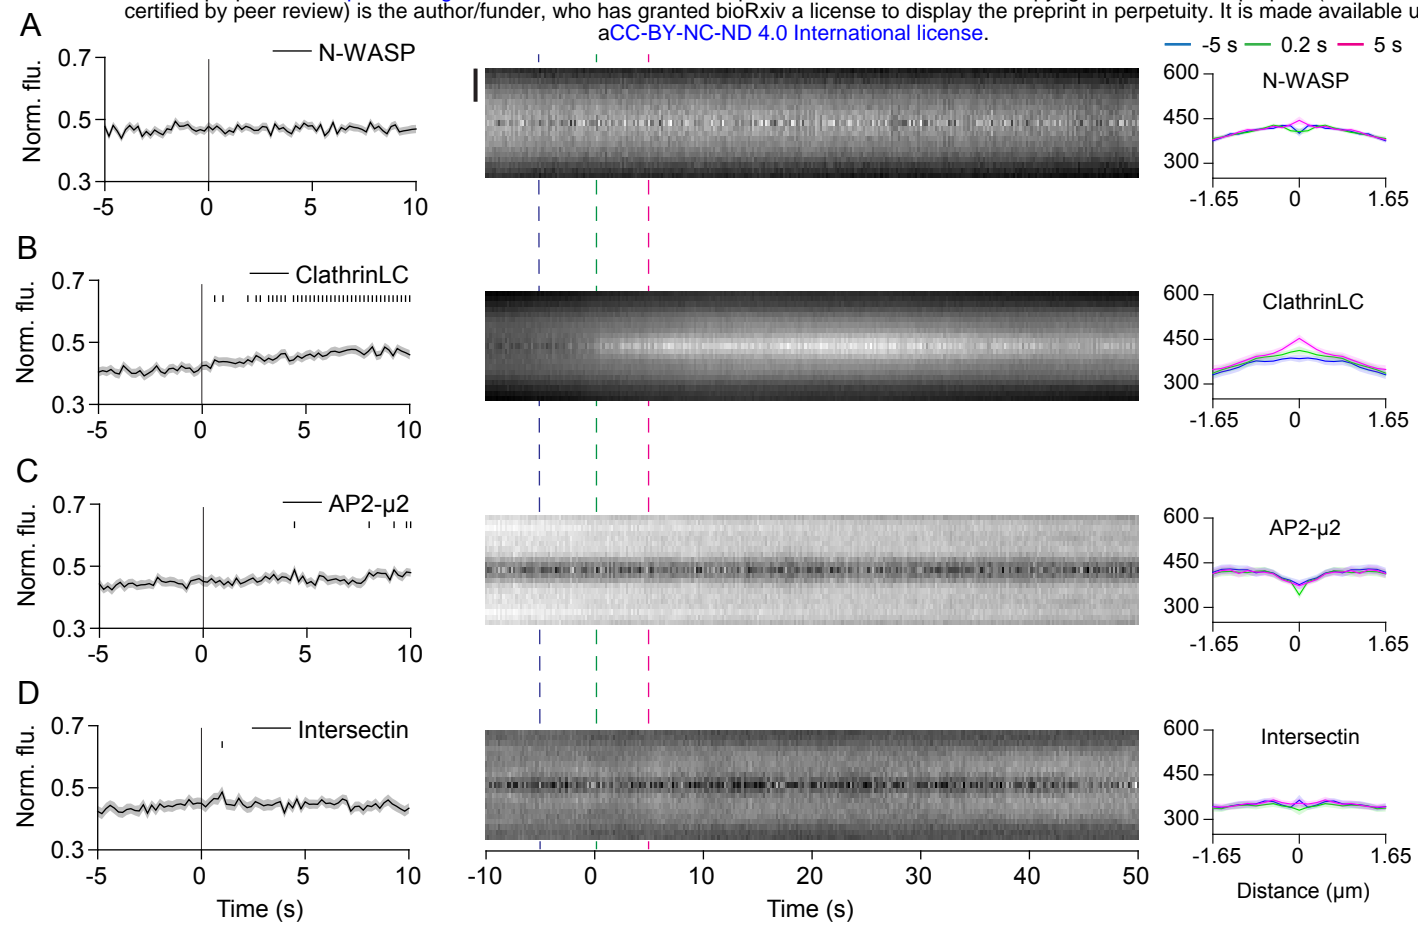 certified by peer review) is the author/funder, who has granted bioRxiv a license to display the preprint in perpetuity. It is made available u
aCC-BY-NC-ND 4.0 International license.
A
N-WASP
Norm. flu.
0.7
0.5
0.3
-5 0 5 10
-5 s 0.2 s 5 s
N-WASP
600
450
300
-1.65 0 1.65
B
ClathrinLC
Norm. flu.
0.7
0.5
0.3
-5 0 5 10
ClathrinLC
600
450
300
-1.65 0 1.65
C
AP2-µ2
Norm. flu.
0.7
0.5
0.3
-5 0 5 10
AP2-µ2
600
450
300
-1.65 0 1.65
D
Intersectin
Norm. flu.
0.7
0.5
0.3
-5 0 5 10
Time (s)
-10 0 10 20 30 40 50
Time (s)
Intersectin
600
450
300
-1.65 0 1.65
Distance (µm)